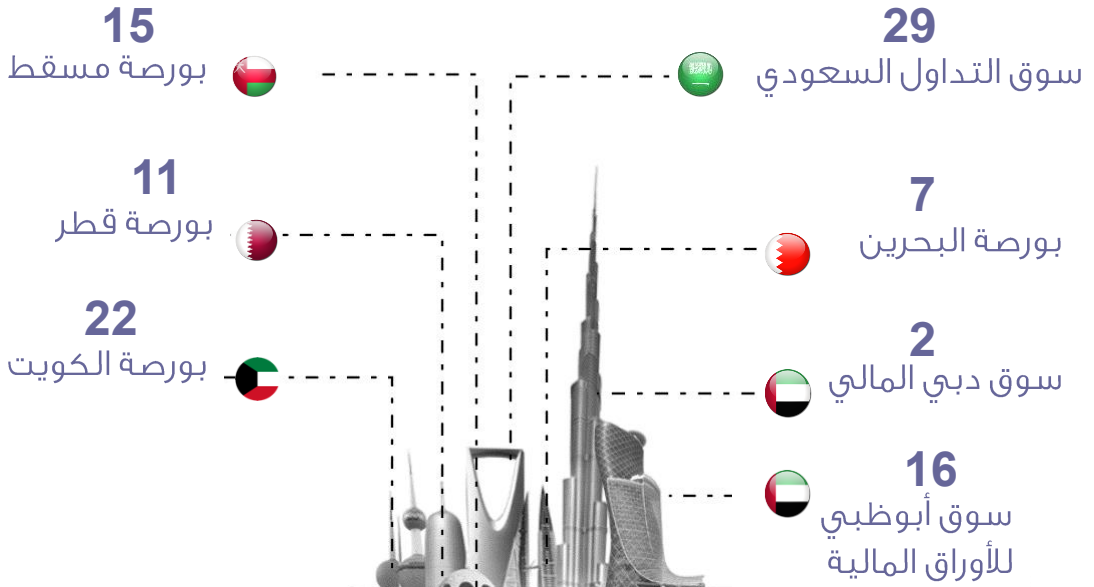 29
سوق التداول السعودي
7
بورصة البحرين
2
سوق دبي المالي
16
سوق أبوظبي
للأوراق المالية
15
بورصة مسقط
11
بورصة قطر
22
بورصة الكويت